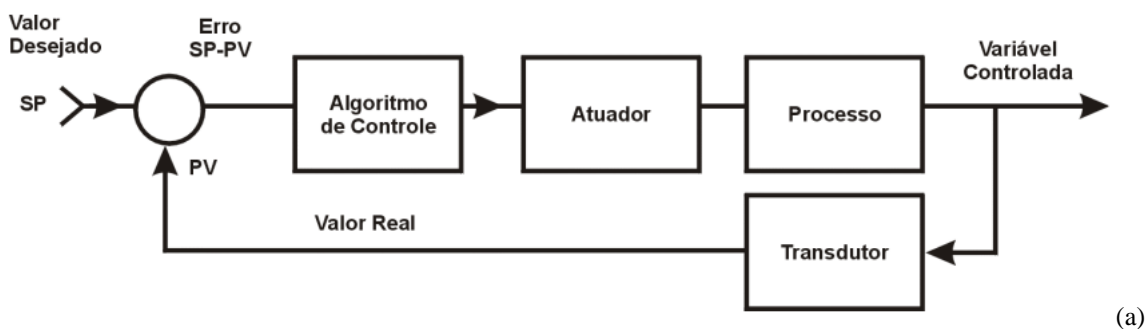 Valor
Desejado
SP
Erro
SP-PV
PV
Algoritmo
de Controle
Atuador
Processo
Variável
Controlada
Valor Real
Transdutor
(a)